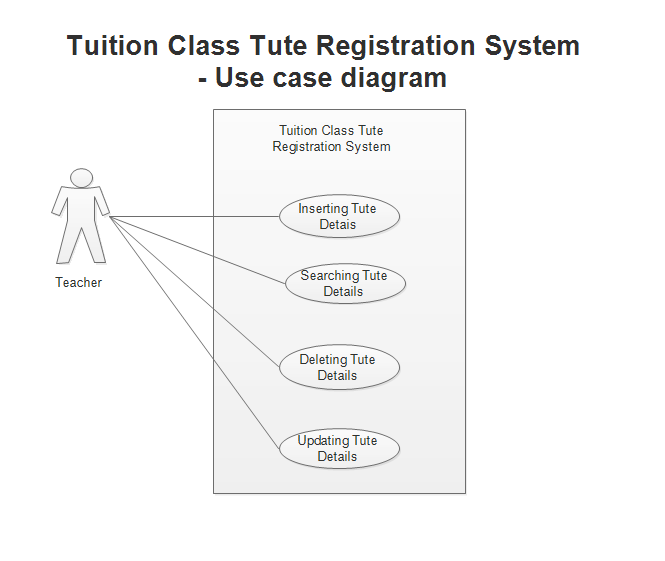 Tuition Class Tute Registration System
- Use case diagram
Tuition Class Tute
Registration System
Inserting Tute
Detais
Searching Tute
Details
Teacher
Deleting Tute
Details
Updating Tute
Details